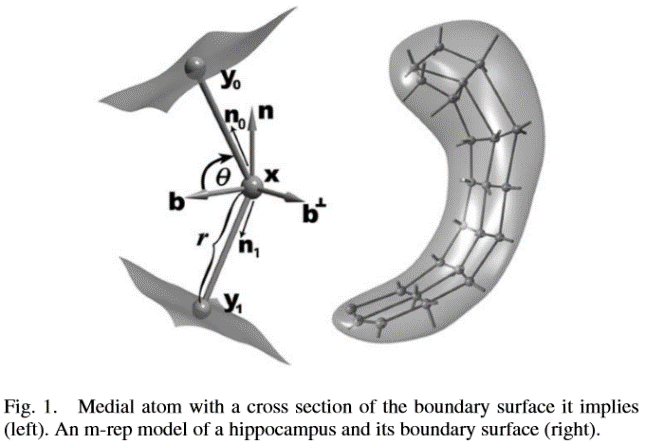 y₀
n₀
n
θ
x
b
b⊥
r
n₁
y₁
Fig. 1. Medial atom with a cross section of the boundary surface it implies
(left). An m-rep model of a hippocampus and its boundary surface (right).